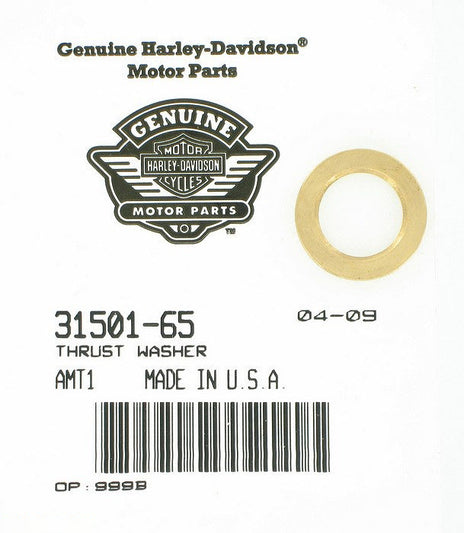 Genuine Harley-Davidson®
Motor Parts
GENUINE
MOTOR
HARLEY-DAVIDSON
CYCLES
MOTOR PARTS
TM
31501-65
04-09
THRUST WASHER
AMT1 MADE IN U.S.A.
OP:999B